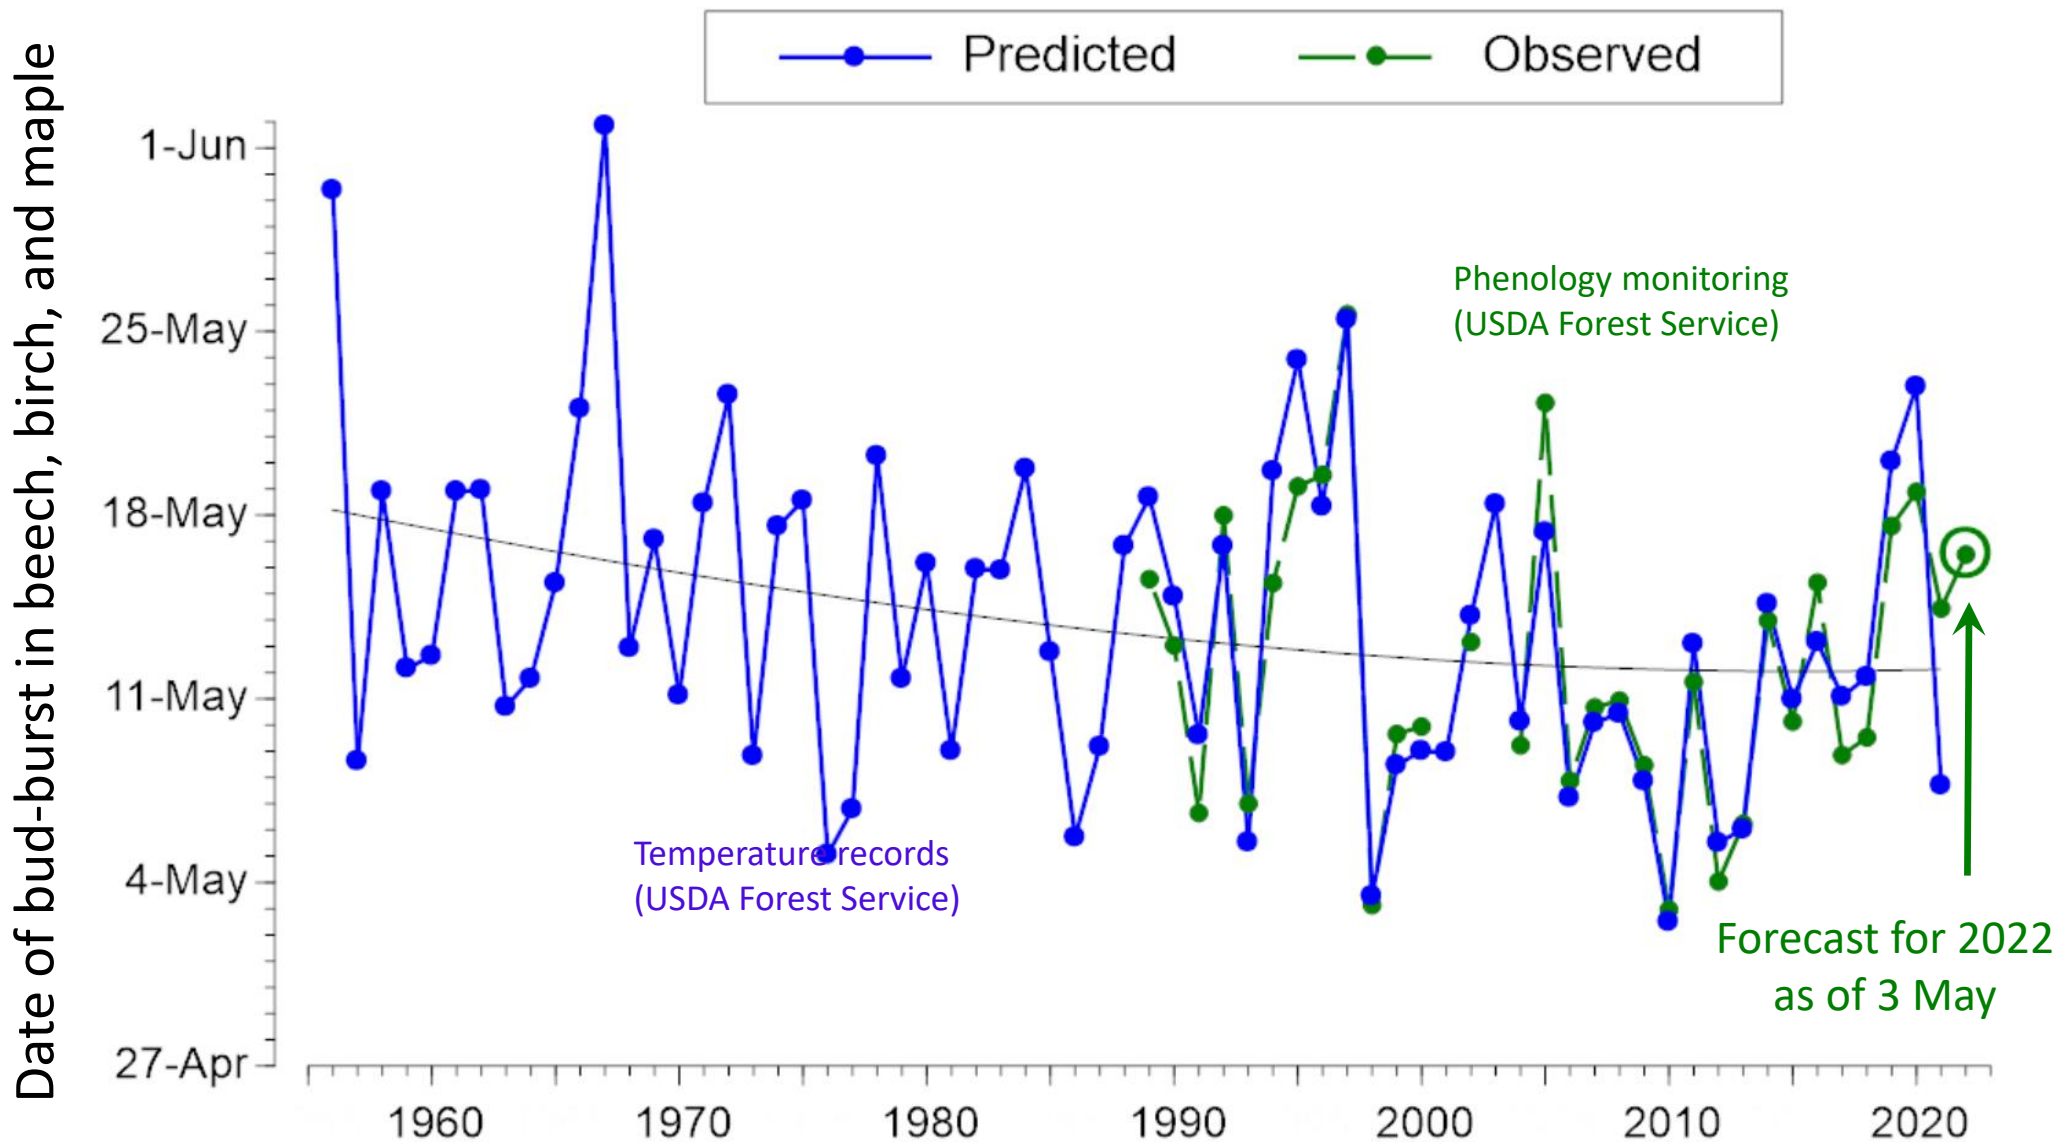 Predicted
Observed
Date of bud-burst in beech, birch, and maple
1-Jun
25-May
18-May
11-May
4-May
27-Apr
Phenology monitoring
(USDA Forest Service)
Temperature records
(USDA Forest Service)
Forecast for 2022
as of 3 May
1960
1970
1980
1990
2000
2010
2020